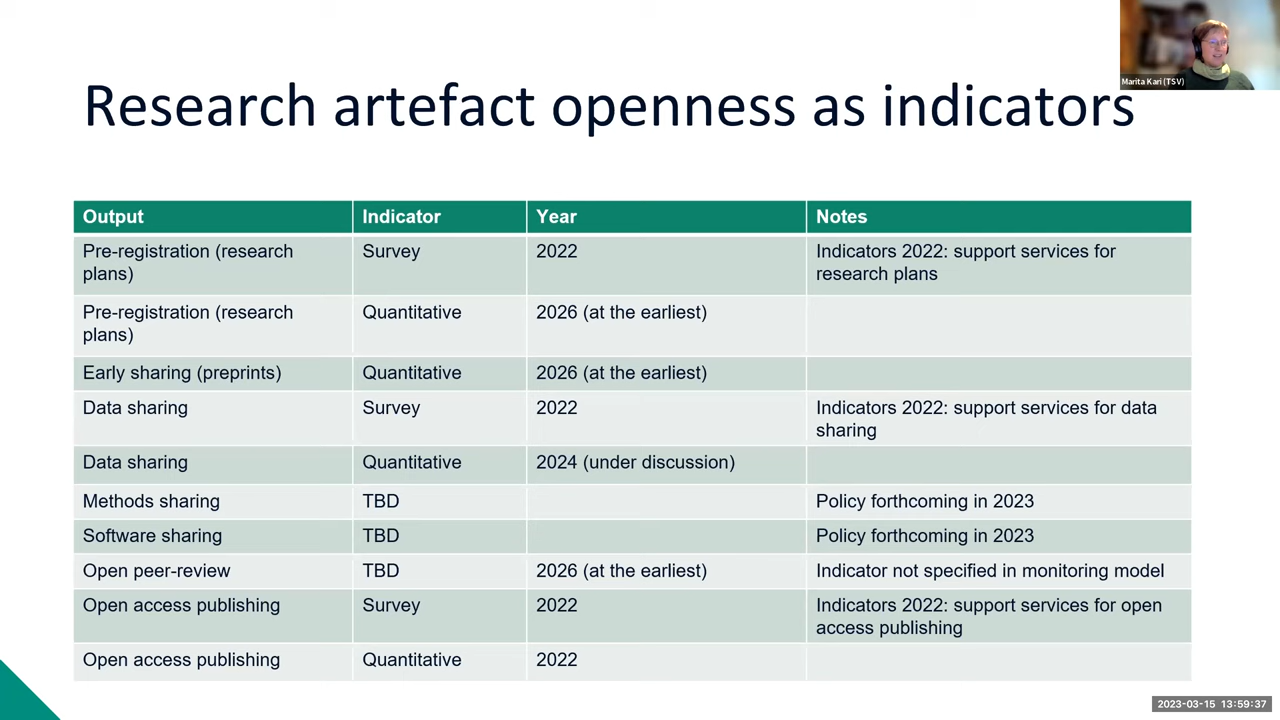 Marita Kari (TSV)
Research artefact openness as indicators
Output Indicator Year Notes
Pre-registration (research Survey 2022 Indicators 2022: support services for
plans) research plans
Pre-registration (research Quantitative 2026 (at the earliest)
plans)
Early sharing (preprints) Quantitative 2026 (at the earliest)
Data sharing Survey 2022 Indicators 2022: support services for data
sharing
Data sharing Quantitative 2024 (under discussion)
Methods sharing TBD Policy forthcoming in 2023
Software sharing TBD Policy forthcoming in 2023
Open peer-review TBD 2026 (at the earliest) Indicator not specified in monitoring model
Open access publishing Survey 2022 Indicators 2022: support services for open
access publishing
Open access publishing Quantitative 2022
2023-03-15 13:59:37